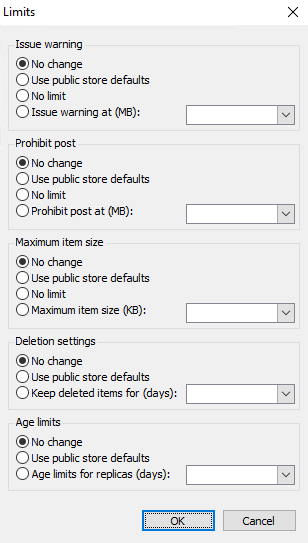 Limits
Issue warning
No change
Use public store defaults
No limit
Issue warning at (MB):
Prohibit post
No change
Use public store defaults
No limit
Prohibit post at (MB):
Maximum item size
No change
Use public store defaults
No limit
Maximum item size (KB):
Deletion settings
No change
Use public store defaults
Keep deleted items for (days):
Age limits
No change
Use public store defaults
Age limits for replicas (days):
OK Cancel